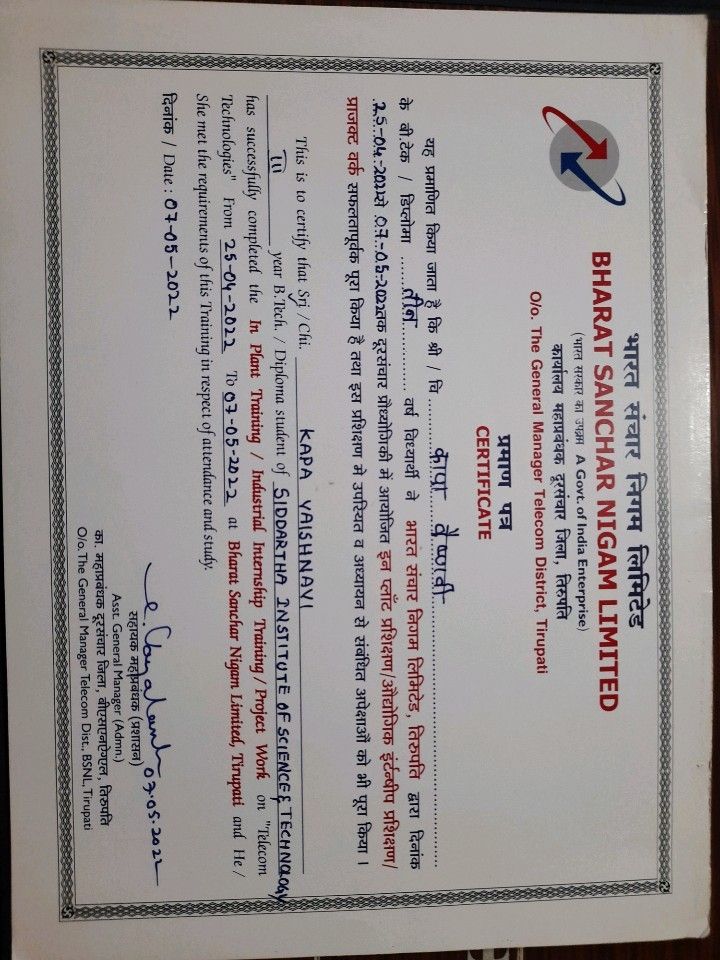 भारत संचार निगम लिमिटेड
BHARAT SANCHAR NIGAM LIMITED
(भारत सरकार का उपक्रम A Govt. of India Enterprise)
कार्यालय महाप्रबंधक दूरसंचार जिला, तिरुपति
O/o. The General Manager Telecom District, Tirupati
प्रमाण पत्र
CERTIFICATE
यह प्रमाणित किया जाता है कि श्री / चि कापा वैष्णवी
के बी.टेक / डिप्लोमा तीन वर्ष विद्यार्थी ने भारत संचार निगम लिमिटेड, तिरुपति द्वारा दिनांक
25-04-2022से 07-05-2022तक दूरसंचार प्रौद्योगिकी में आयोजित इन प्लाँट प्रशिक्षण/औद्योगिक इंटर्नषीप प्रशिक्षण/
प्राजक्ट वर्क सफलतापूर्वक पूरा किया है तथा इस प्रशिक्षण मे उपस्थित व अध्यायन से संबंधित अपेक्षाओं को भी पूरा किया ।
This is to certify that Sri / Chi. KAPA VAISHNAVI
III year B.Tech. / Diploma student of SIDDARTHA INSTITUTE OF SCIENCE & TECHNOLOGY
has successfully completed the In Plant Training / Industrial Internship Training / Project Work on "Telecom
Technologies" From 25-04-2022 To 07-05-2022 at Bharat Sanchar Nigam Limited, Tirupati and He /
She met the requirements of this Training in respect of attendance and study.
दिनांक / Date : 07-05-2022
07.05.2022
सहायक महाप्रबंधक (प्रशासन)
Asst. General Manager (Admn.)
का. महाप्रबंधक दूरसंचार जिला, बीएसएनऐगएल, तिरुपति
O/o. The General Manager Telecom Dist., BSNL, Tirupati